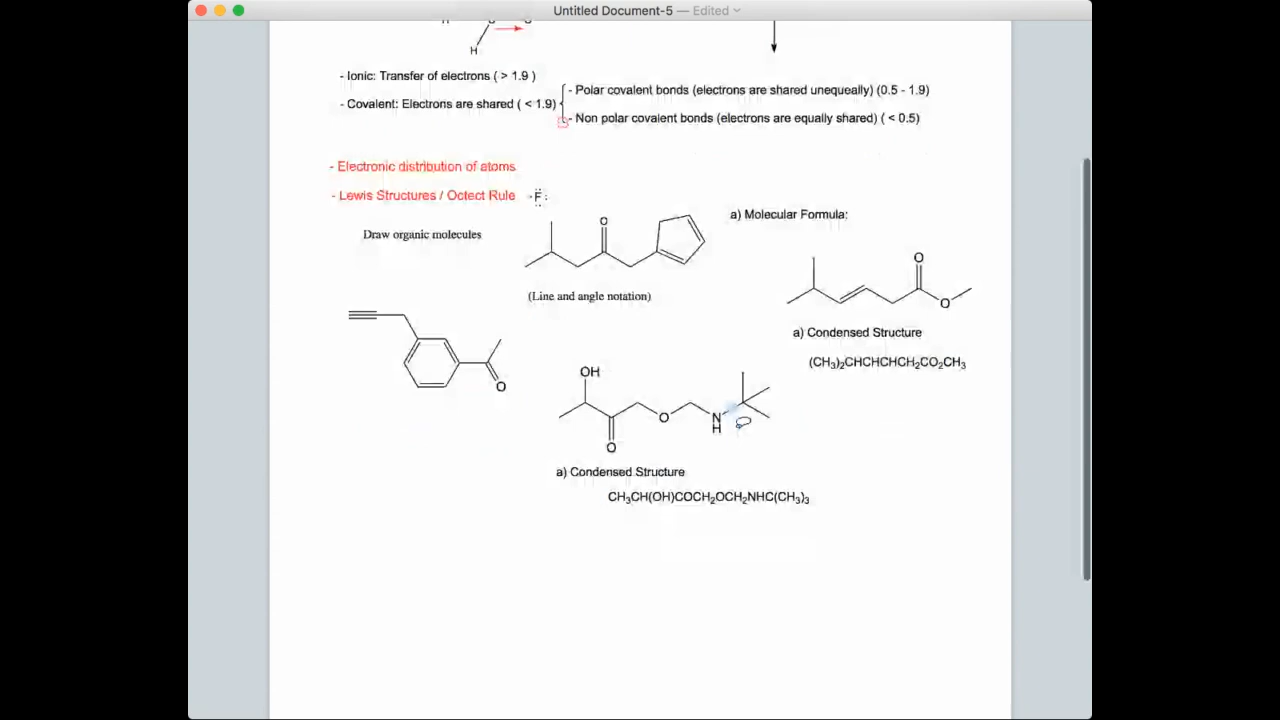 Untitled Document-5 — Edited
H
- Ionic: Transfer of electrons ( > 1.9 )
- Covalent: Electrons are shared ( < 1.9)
- Polar covalent bonds (electrons are shared unequeally) (0.5 - 1.9)
- Non polar covalent bonds (electrons are equally shared) ( < 0.5)
- Electronic distribution of atoms
- Lewis Structures / Octect Rule
F
Draw organic molecules
O
(Line and angle notation)
a) Molecular Formula:
O
O
a) Condensed Structure
(CH₃)₂CHCHCHCH₂CO₂CH₃
O
OH
O
O
N
H
a) Condensed Structure
CH₃CH(OH)COCH₂OCH₂NHC(CH₃)₃